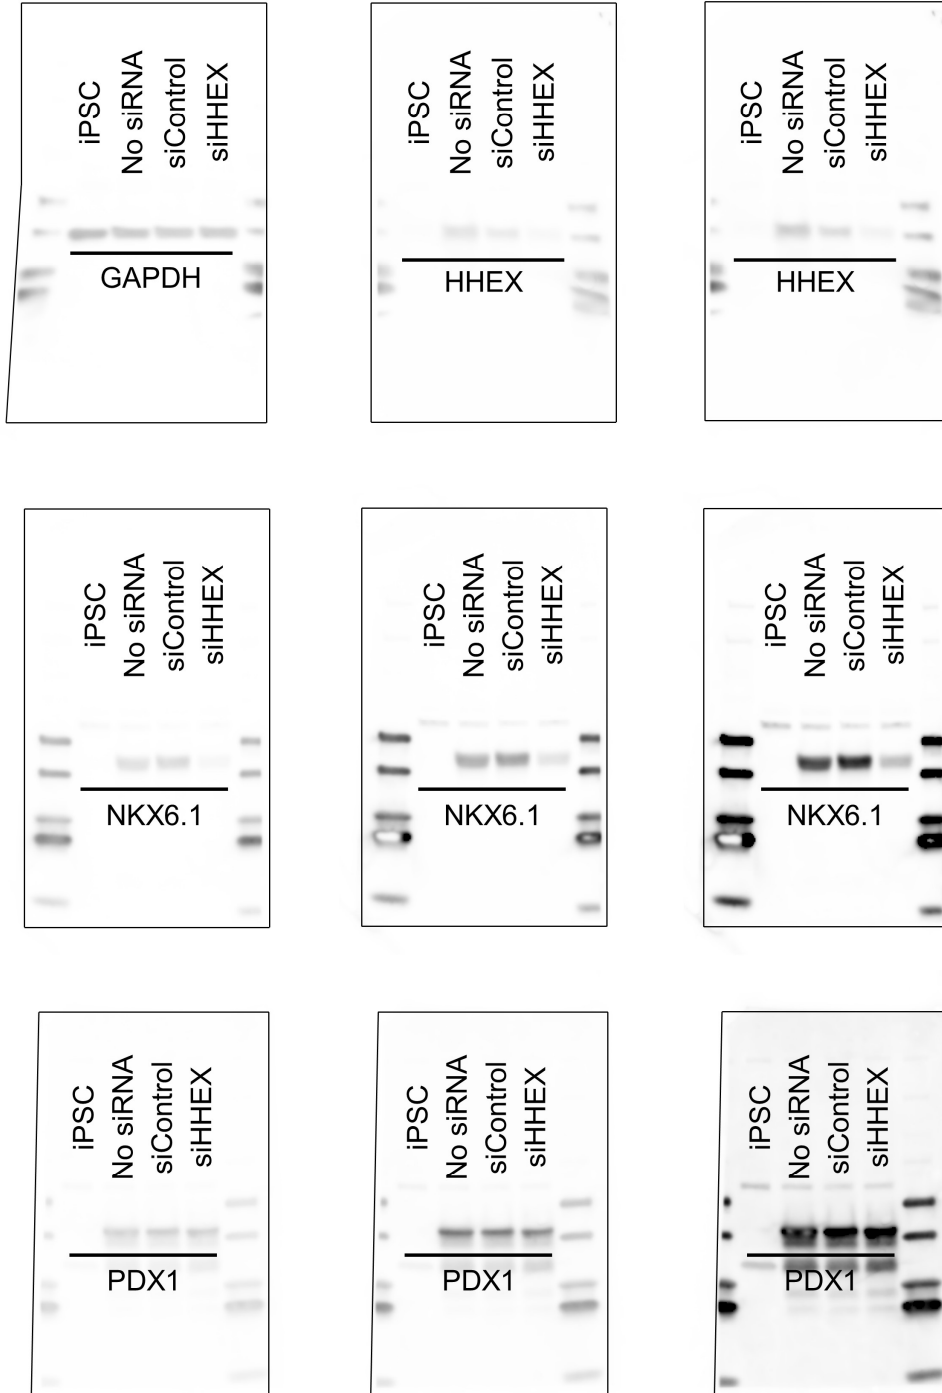 iPSC
No siRNA
siControl
siHHEX
GAPDH
iPSC
No siRNA
siControl
siHHEX
HHEX
iPSC
No siRNA
siControl
siHHEX
HHEX
iPSC
No siRNA
siControl
siHHEX
NKX6.1
iPSC
No siRNA
siControl
siHHEX
NKX6.1
iPSC
No siRNA
siControl
siHHEX
NKX6.1
iPSC
No siRNA
siControl
siHHEX
PDX1
iPSC
No siRNA
siControl
siHHEX
PDX1
iPSC
No siRNA
siControl
siHHEX
PDX1